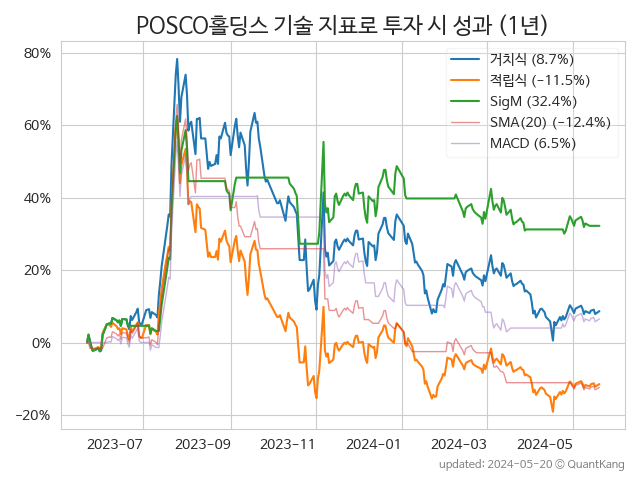 POSCO홀딩스 기술 지표로 투자 시 성과 (1년)
80%
60%
40%
20%
0%
−20%
거치식 (8.7%)
적립식 (−11.5%)
SigM (32.4%)
SMA(20) (−12.4%)
MACD (6.5%)
2023-07
2023-09
2023-11
2024-01
2024-03
2024-05
updated: 2024-05-20 ⓒ QuantKang